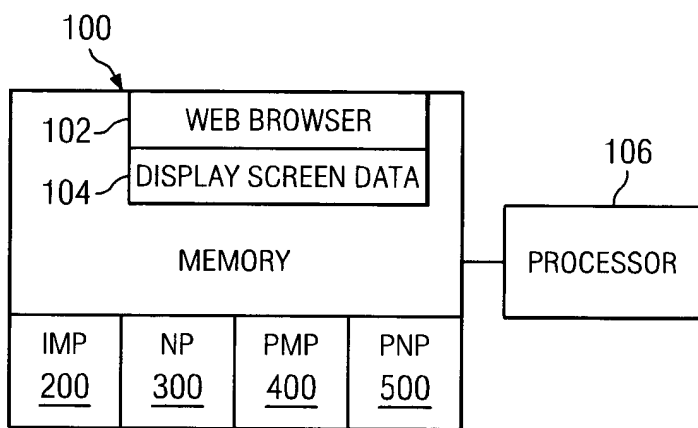 100
102
WEB BROWSER
104
DISPLAY SCREEN DATA
106
MEMORY
PROCESSOR
IMP
200
NP
300
PMP
400
PNP
500